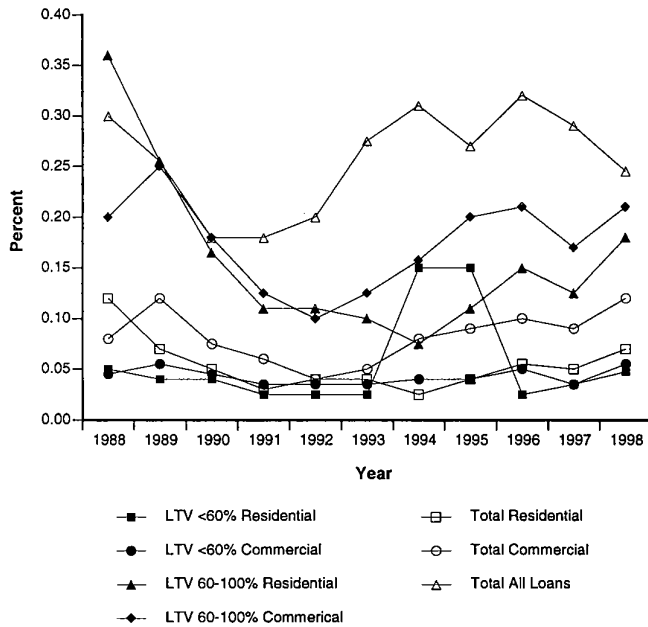 0.40
0.35
0.30
0.25
0.20
0.15
0.10
0.05
0.00
Percent
1988 1989 1990 1991 1992 1993 1994 1995 1996 1997 1998
Year
LTV <60% Residential
LTV <60% Commercial
LTV 60-100% Residential
LTV 60-100% Commerical
Total Residential
Total Commercial
Total All Loans